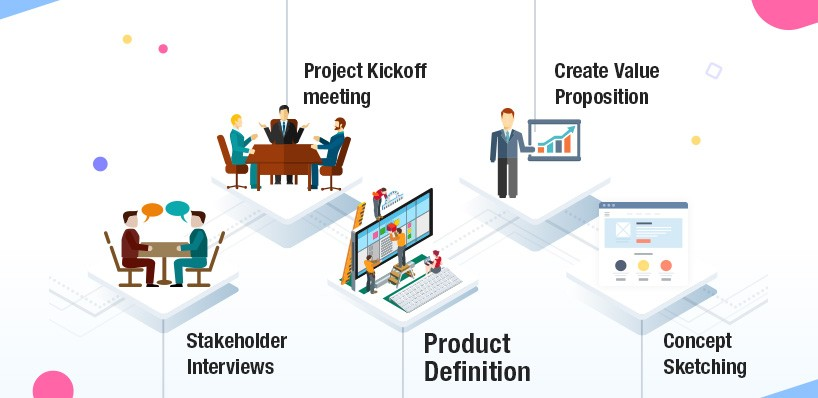 Project Kickoff
meeting
Create Value
Proposition
Stakeholder
Interviews
Product
Definition
Concept
Sketching